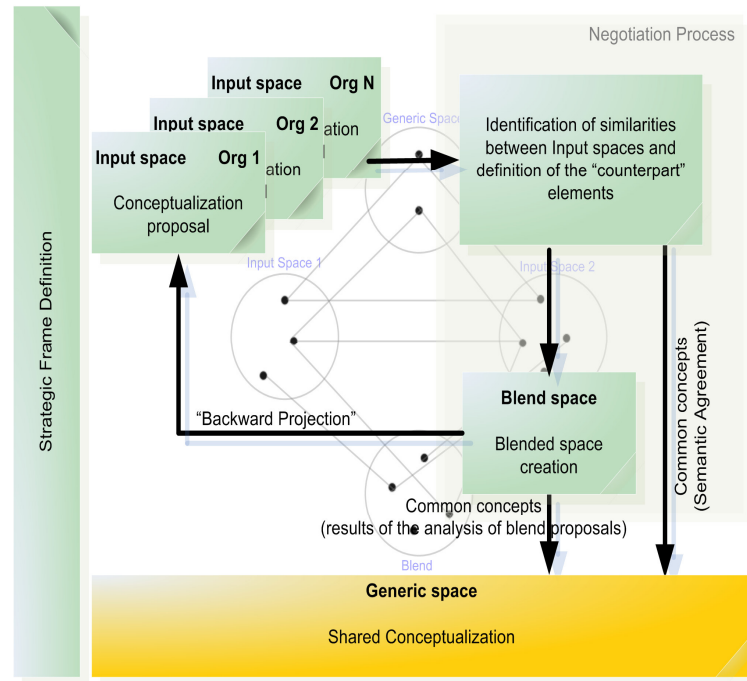 Negotiation Process
Input space Org N
ation
Input space Org 2
ation
Input space Org 1
Conceptualization
proposal
Generic Spac
Identification of similarities
between Input spaces and
definition of the “counterpart”
elements
Input Space 1
Input Space 2
Strategic Frame Definition
“Backward Projection”
Blend space
Blended space
creation
Common concepts
(Semantic Agreement)
Common concepts
(results of the analysis of blend proposals)
Blend
Generic space
Shared Conceptualization